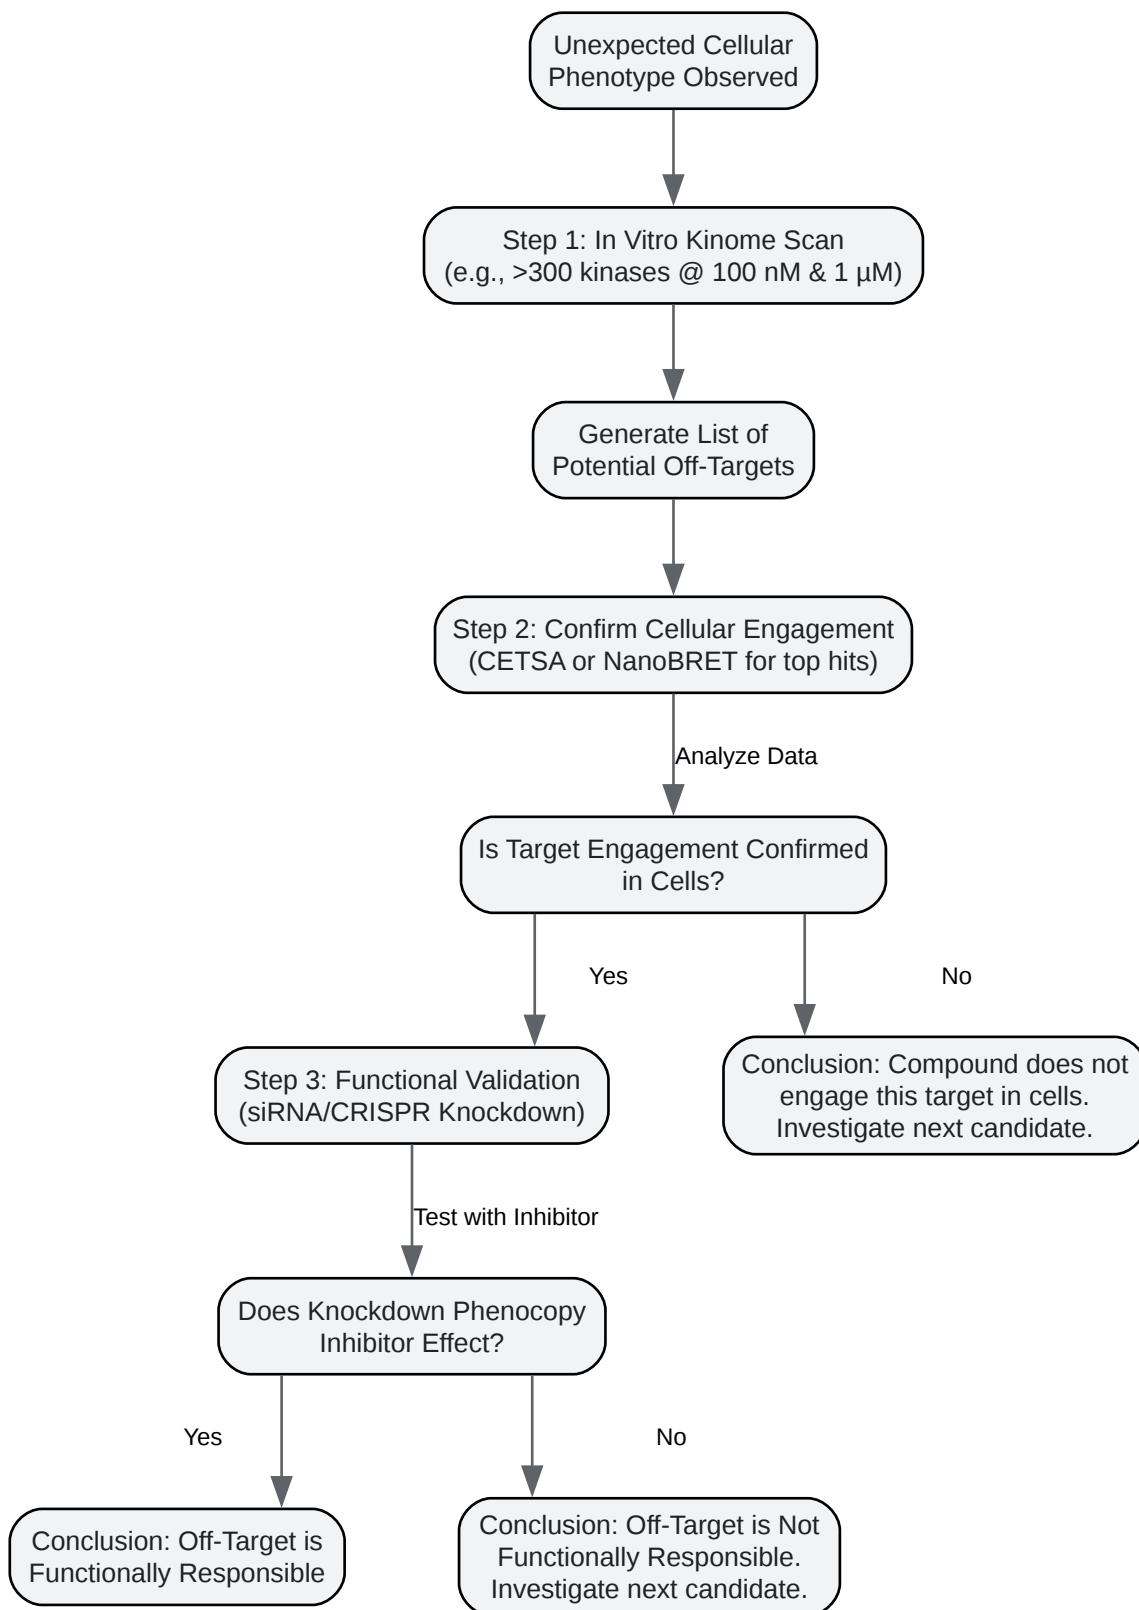 Unexpected Cellular
Phenotype Observed
Step 1: In Vitro Kinome Scan
(e.g., >300 kinases @ 100 nM & 1 µM)
Generate List of
Potential Off-Targets
Step 2: Confirm Cellular Engagement
(CETSA or NanoBRET for top hits)
Analyze Data
Is Target Engagement Confirmed
in Cells?
Yes
No
Step 3: Functional Validation
(siRNA/CRISPR Knockdown)
Conclusion: Compound does not
engage this target in cells.
Investigate next candidate.
Test with Inhibitor
Does Knockdown Phenocopy
Inhibitor Effect?
Yes
No
Conclusion: Off-Target is
Functionally Responsible
Conclusion: Off-Target is Not
Functionally Responsible.
Investigate next candidate.